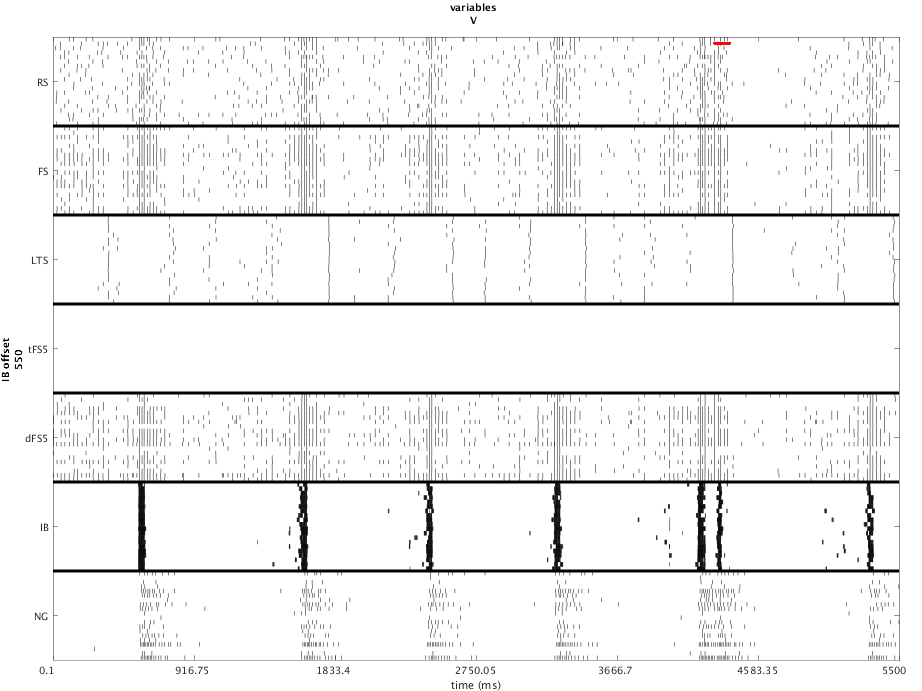 variables
V
RS
FS
LTS
tFS5
dFS5
IB
NG
IB offset
550
0.1 916.75 1833.4 2750.05 3666.7 4583.35 5500
time (ms)